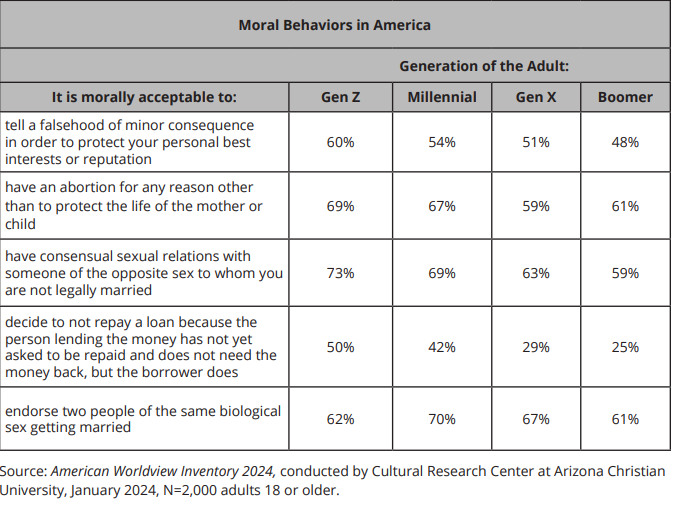 Moral Behaviors in America
Generation of the Adult:
It is morally acceptable to: Gen Z Millennial Gen X Boomer
tell a falsehood of minor consequence
in order to protect your personal best
interests or reputation
60% 54% 51% 48%
have an abortion for any reason other
than to protect the life of the mother or
child
69% 67% 59% 61%
have consensual sexual relations with
someone of the opposite sex to whom you
are not legally married
73% 69% 63% 59%
decide to not repay a loan because the
person lending the money has not yet
asked to be repaid and does not need the
money back, but the borrower does
50% 42% 29% 25%
endorse two people of the same biological
sex getting married
62% 70% 67% 61%
Source: American Worldview Inventory 2024, conducted by Cultural Research Center at Arizona Christian
University, January 2024, N=2,000 adults 18 or older.